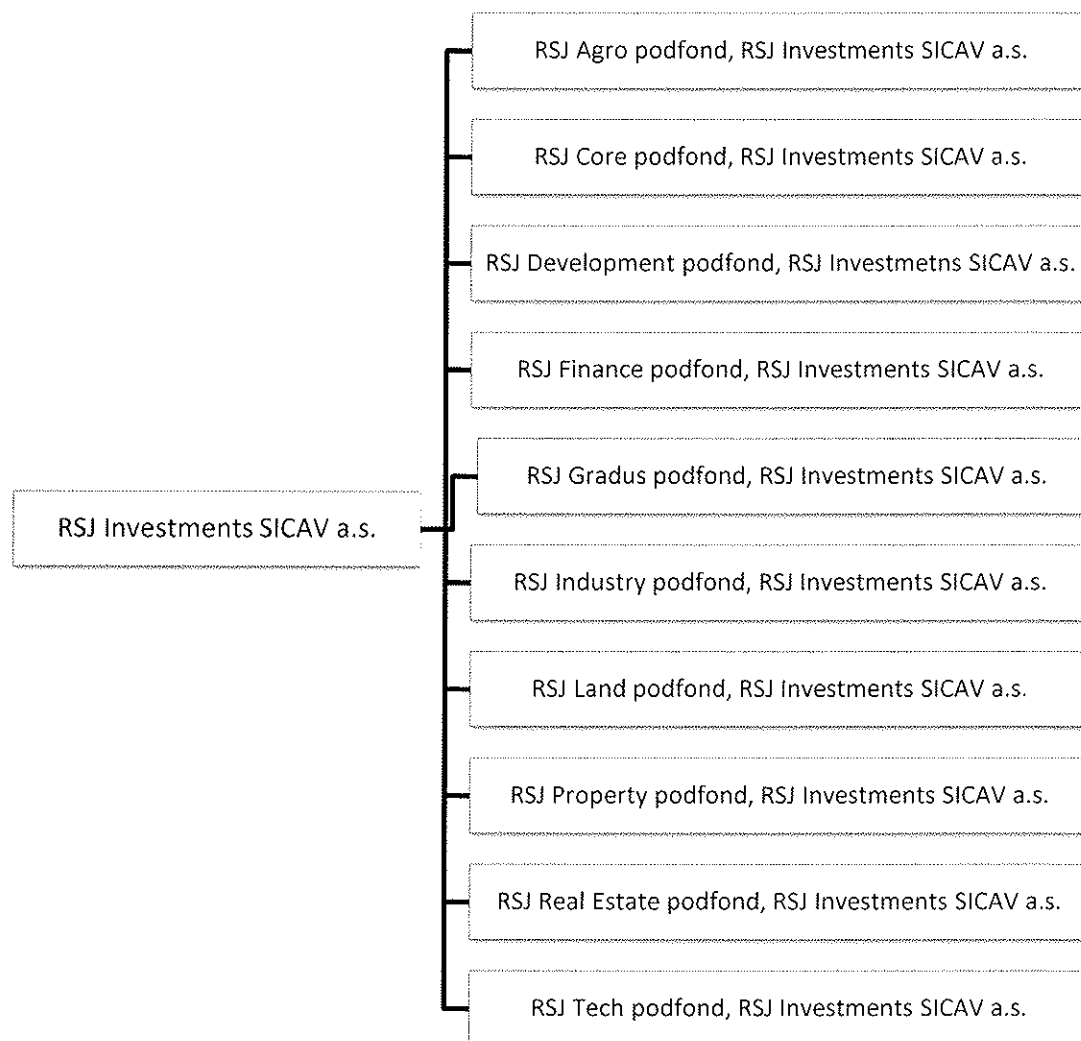 RSJ Agro podfond, RSJ Investments SICAV a.s.
RSJ Core podfond, RSJ Investments SICAV a.s.
RSJ Development podfond, RSJ Investmetns SICAV a.s.
RSJ Finance podfond, RSJ Investments SICAV a.s.
RSJ Gradus podfond, RSJ Investments SICAV a.s.
RSJ Investments SICAV a.s.
RSJ Industry podfond, RSJ Investments SICAV a.s.
RSJ Land podfond, RSJ Investments SICAV a.s.
RSJ Property podfond, RSJ Investments SICAV a.s.
RSJ Real Estate podfond, RSJ Investments SICAV a.s.
RSJ Tech podfond, RSJ Investments SICAV a.s.